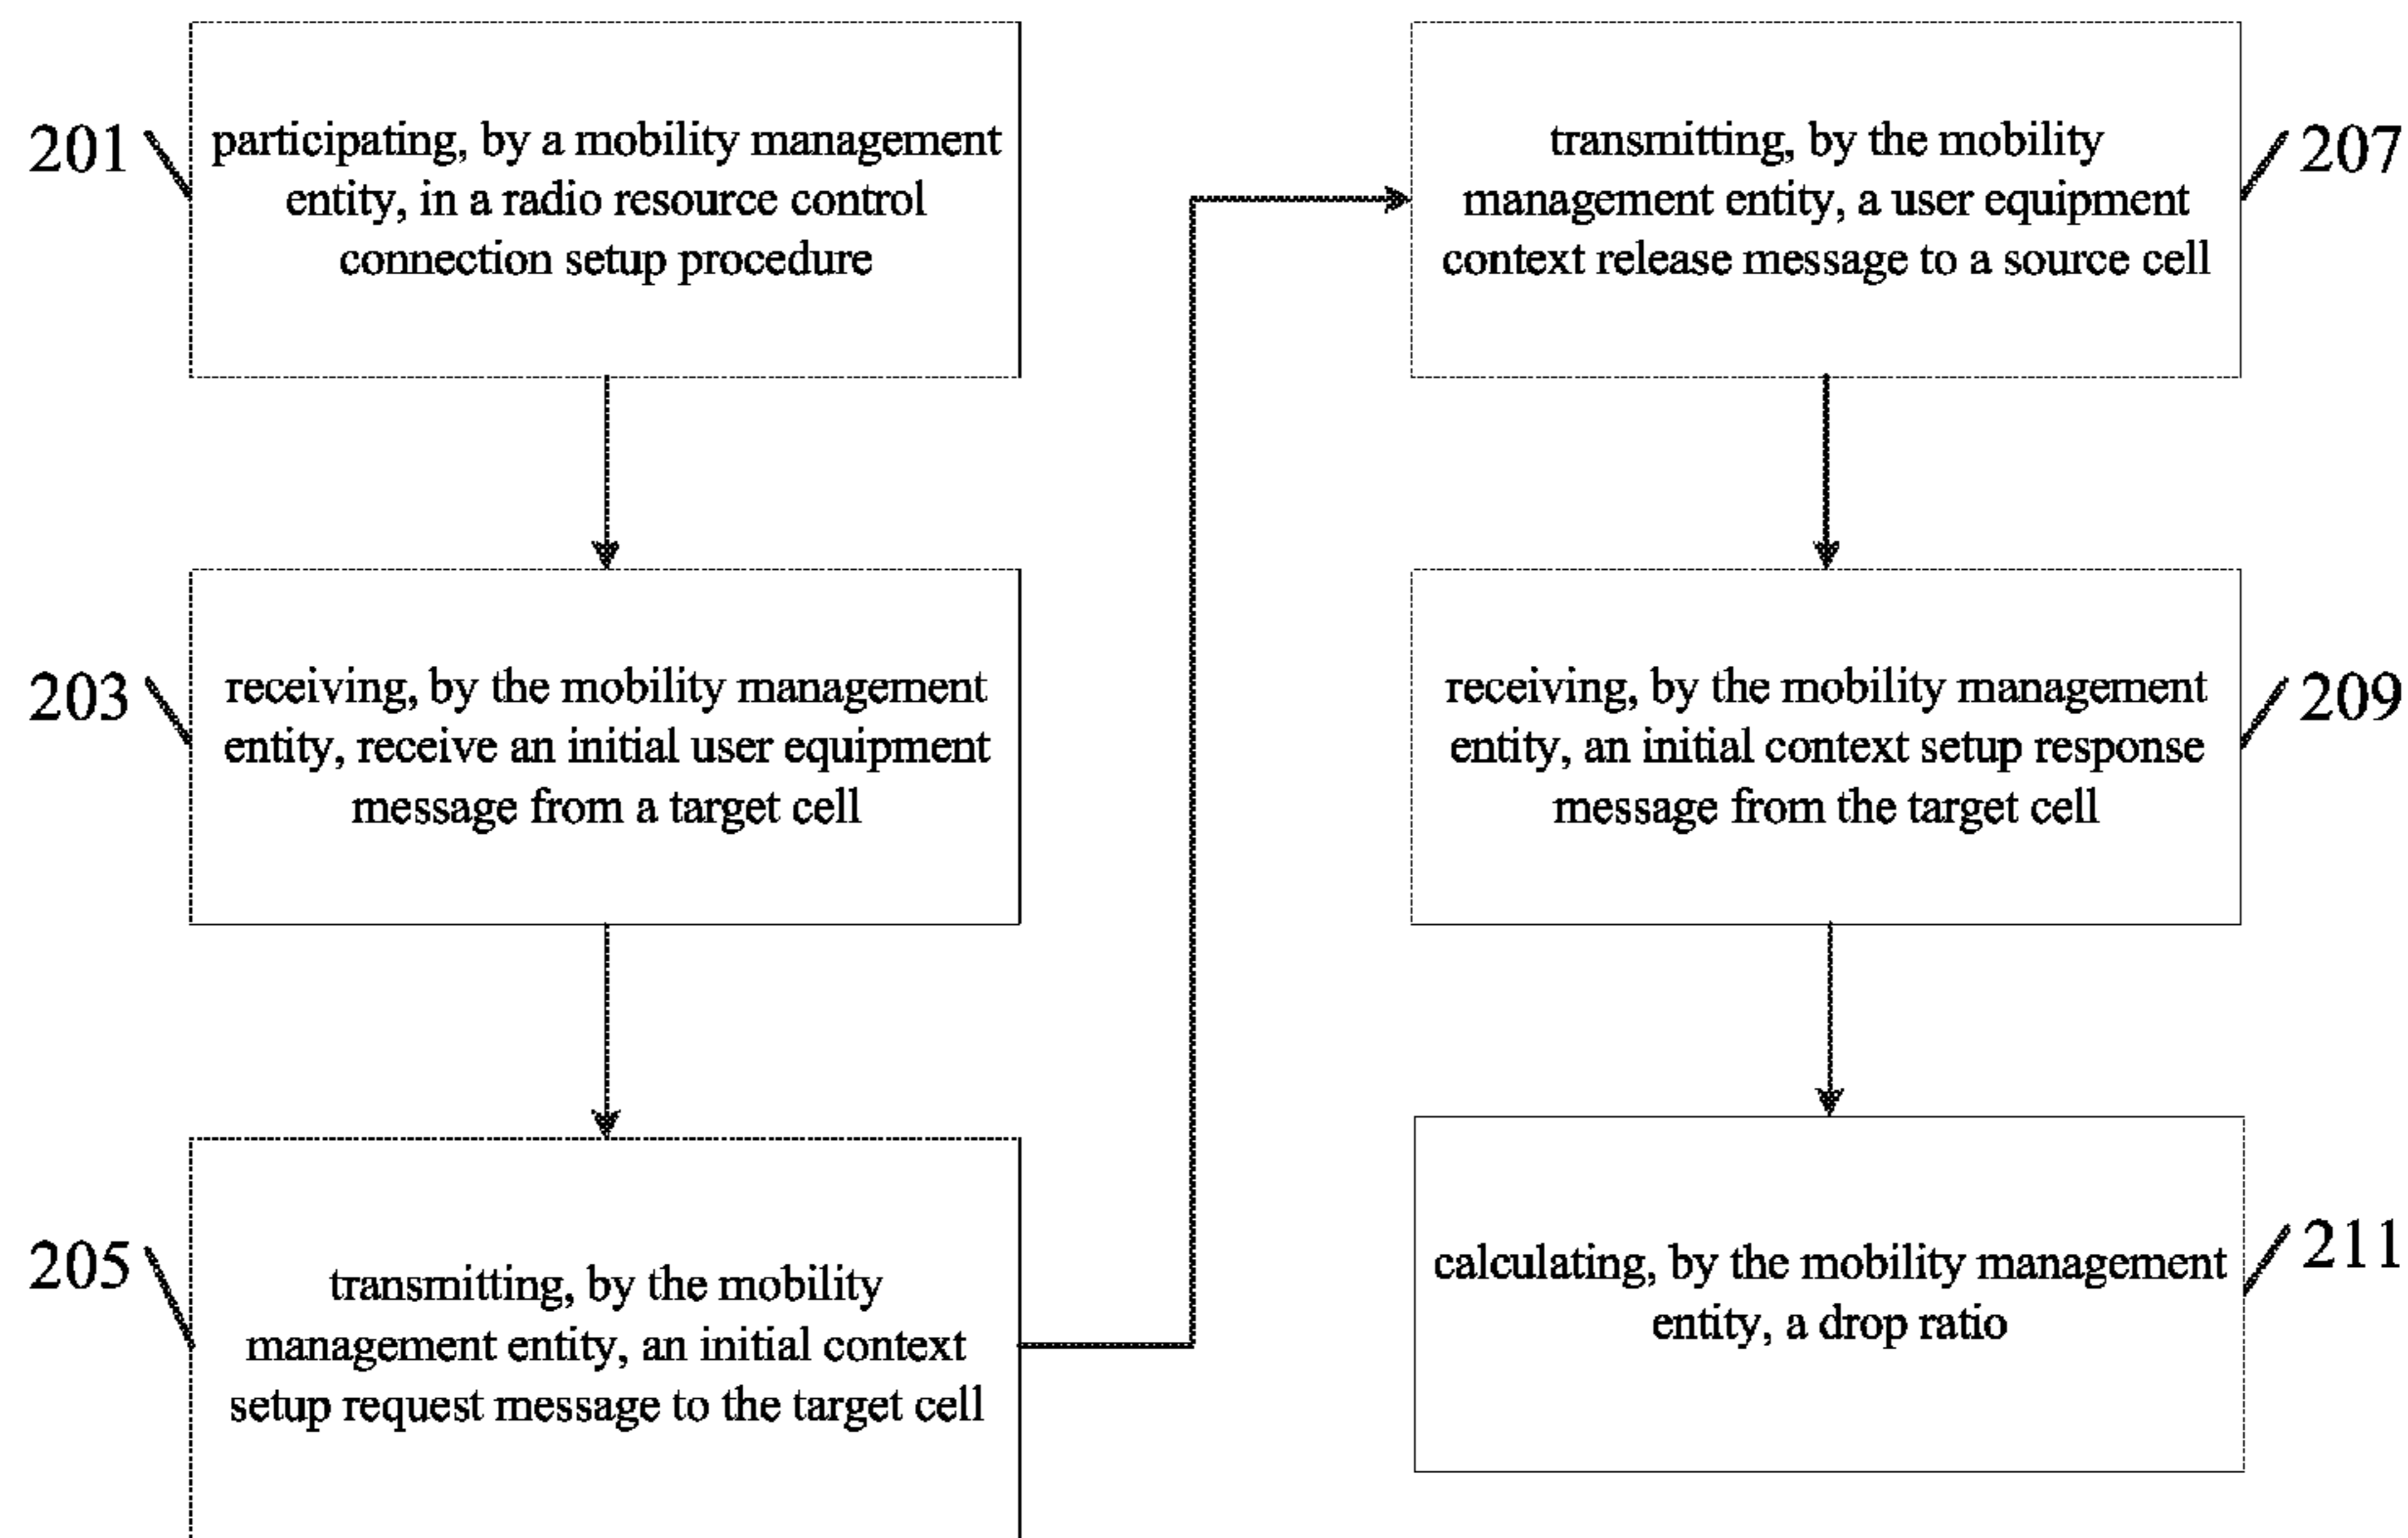 201
participating, by a mobility management
entity, in a radio resource control
connection setup procedure
203
receiving, by the mobility management
entity, receive an initial user equipment
message from a target cell
205
transmitting, by the mobility
management entity, an initial context
setup request message to the target cell
207
transmitting, by the mobility
management entity, a user equipment
context release message to a source cell
209
receiving, by the mobility management
entity, an initial context setup response
message from the target cell
211
calculating, by the mobility management
entity, a drop ratio